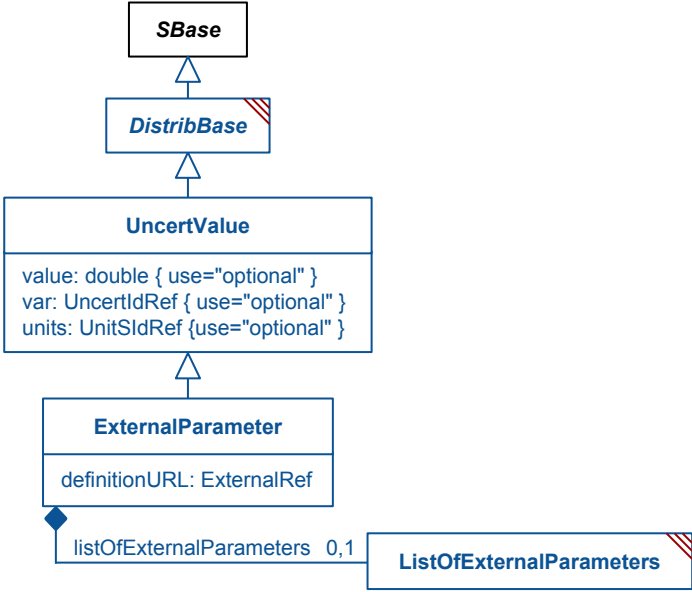 SBase
DistribBase
UncertValue
value: double { use="optional" }
var: UncertIdRef { use="optional" }
units: UnitSIdRef {use="optional" }
ExternalParameter
definitionURL: ExternalRef
listOfExternalParameters 0,1
ListOfExternalParameters